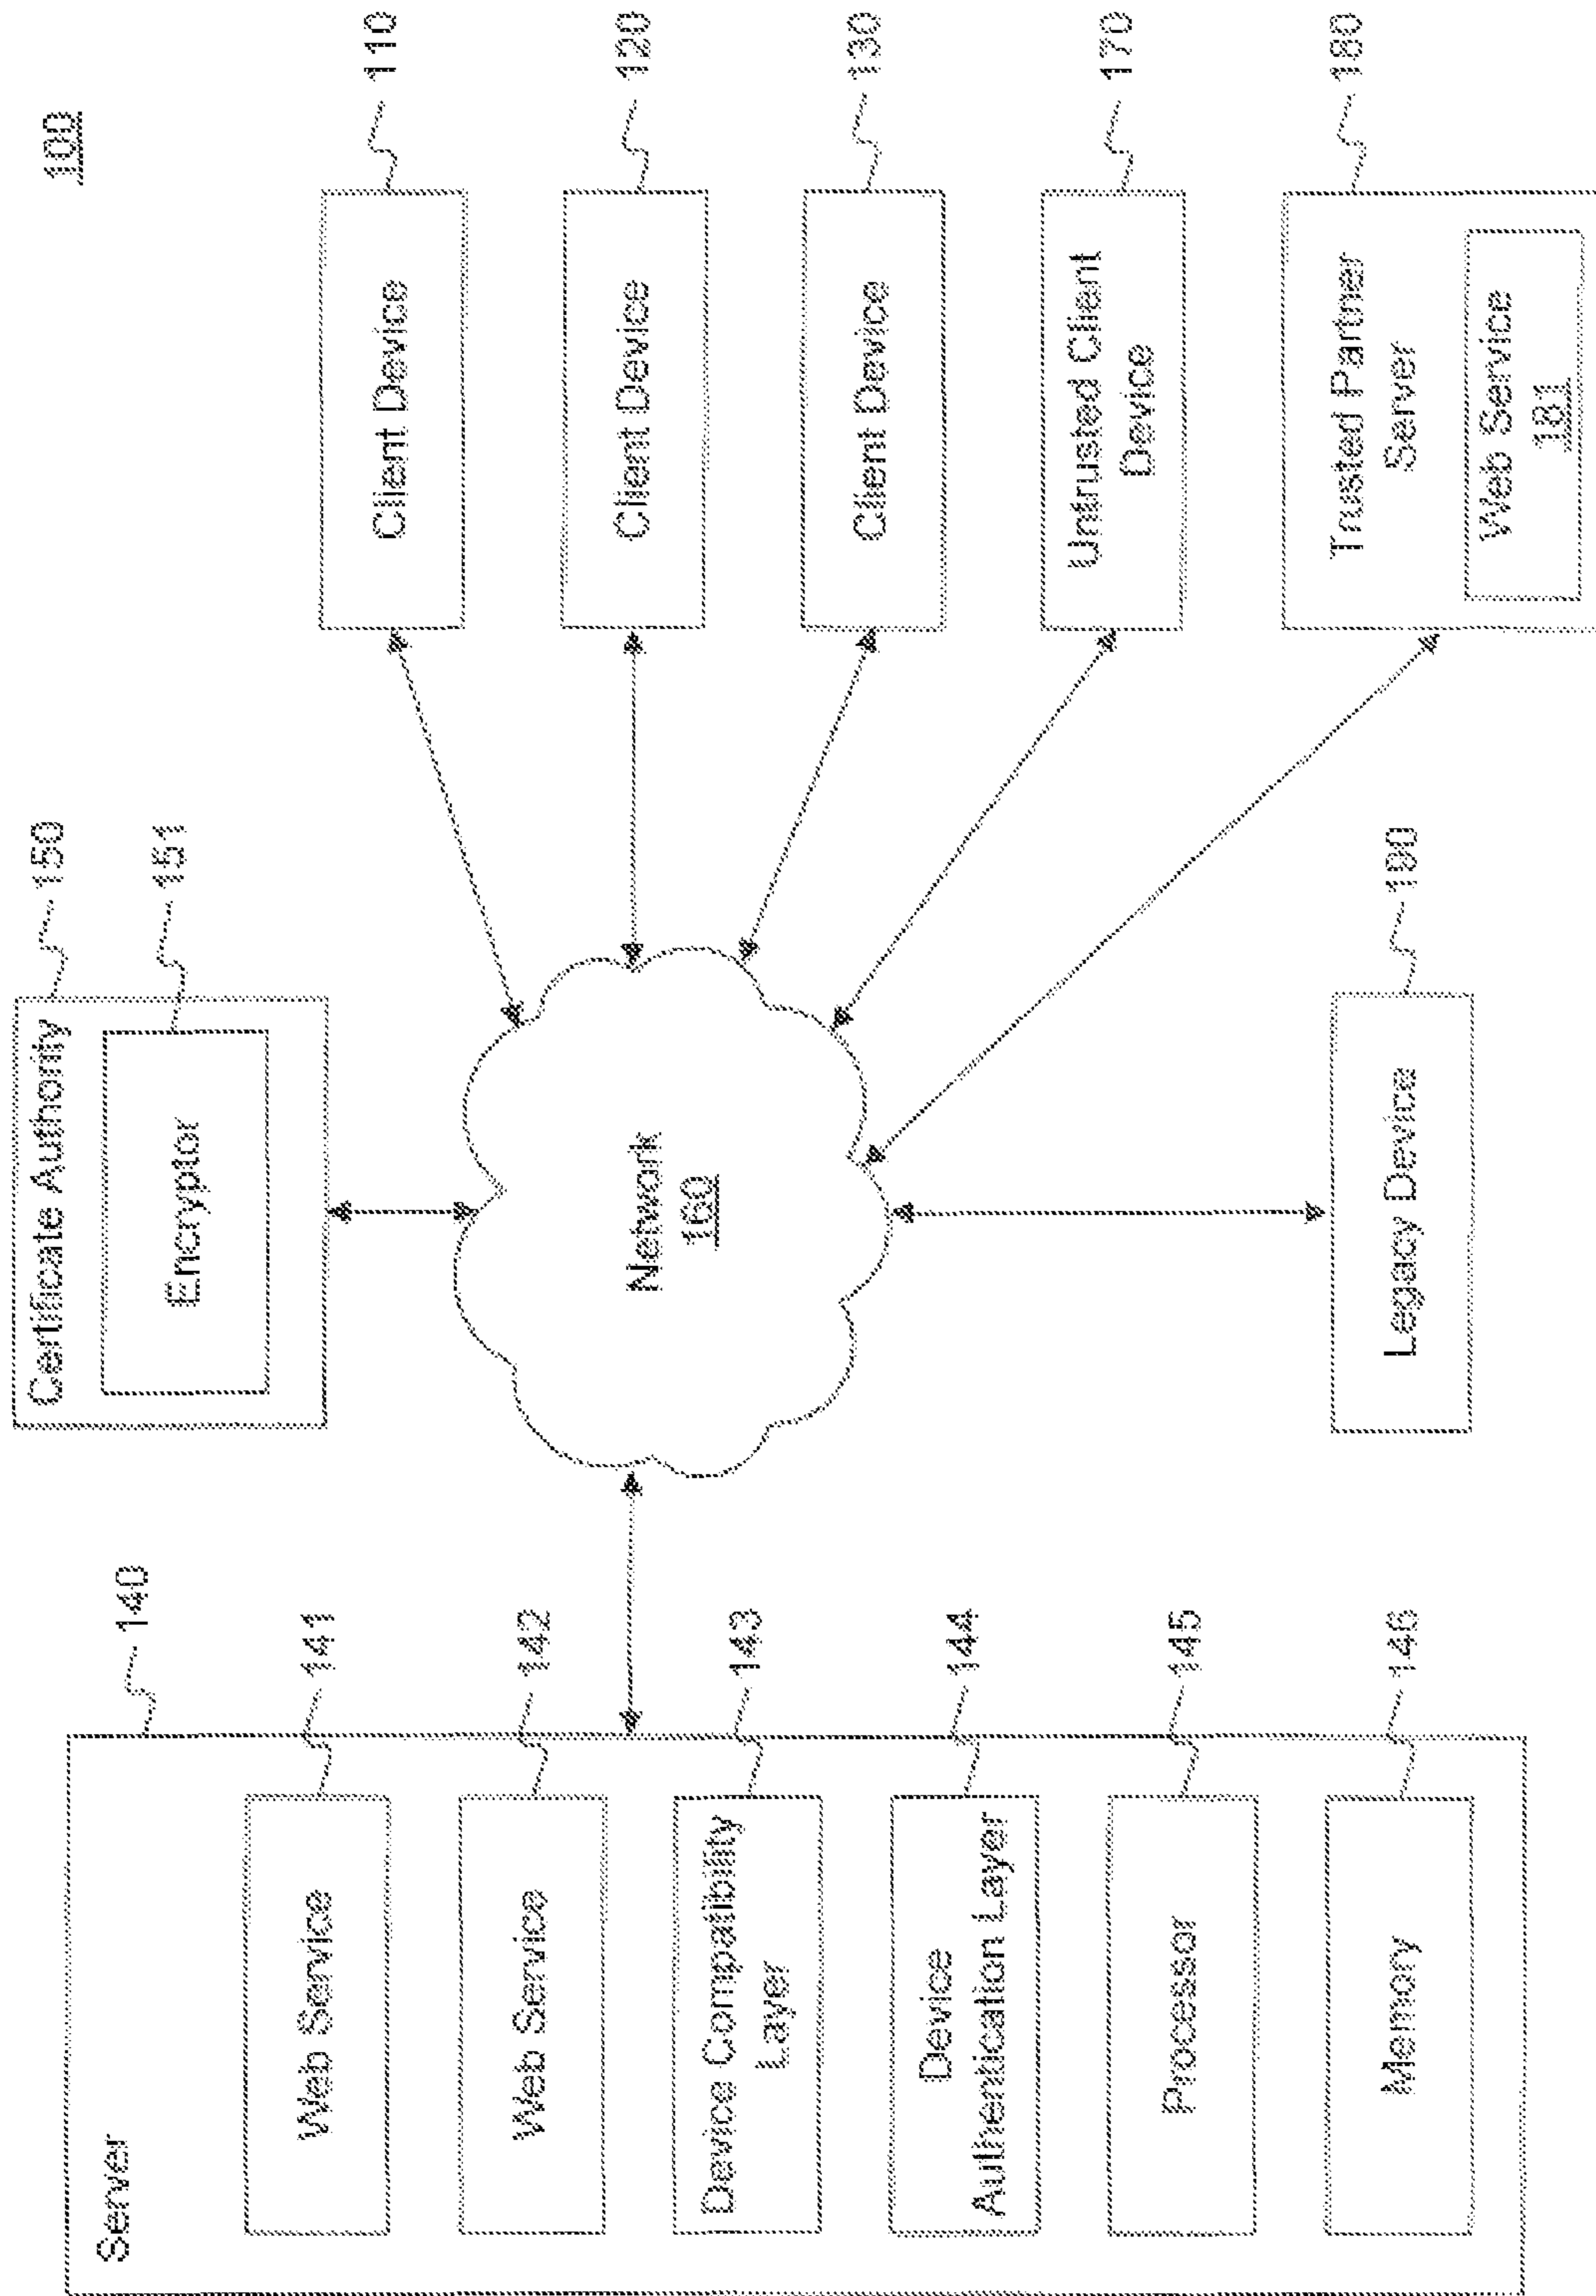 100
Server
140
Web Service
141
Web Service
142
Device Compatibility
Layer
143
Device
Authentication Layer
144
Processor
145
Memory
146
Certificate Authority
150
Encryptor
151
Network
160
Legacy Device
190
Client Device
110
Client Device
120
Client Device
130
Untrusted Client
Device
170
Trusted Partner
Server
180
Web Service
181